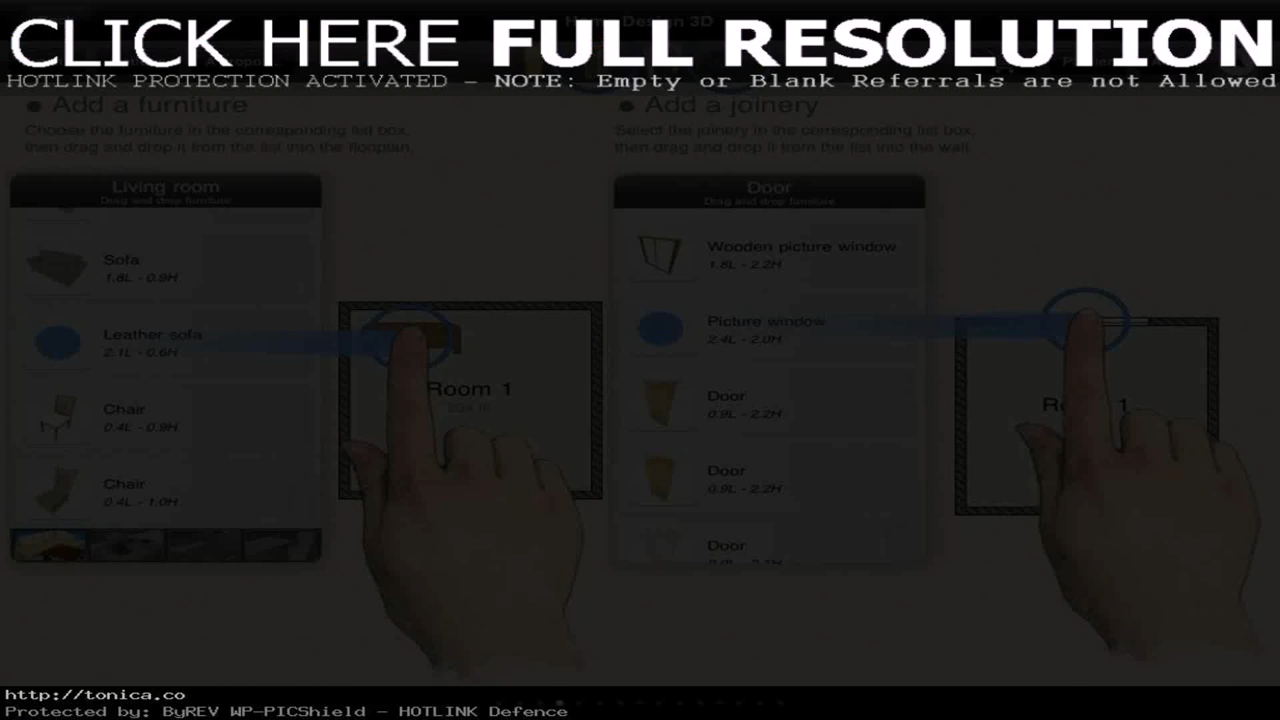 Home Design 3D
CLICK HERE FULL RESOLUTION
HOTLINK PROTECTION ACTIVATED – NOTE: Empty or Blank Referrals are not Allowed
● Add a furniture
Choose the furniture in the corresponding list box,
then drag and drop it from the list into the floorplan.
Living room
Drag and drop furniture
Sofa
1.8L - 0.9H
Leather sofa
2.1L - 0.6H
Chair
0.4L - 0.9H
Chair
0.4L - 1.0H
Room 1
● Add a joinery
Select the joinery in the corresponding list box,
then drag and drop it from the list into the wall.
Door
Drag and drop furniture
Wooden picture window
1.8L - 2.2H
Picture window
2.4L - 2.0H
Door
0.9L - 2.2H
Door
0.9L - 2.2H
Door
http://tonica.co
Protected by: ByREV WP-PICShield – HOTLINK Defence